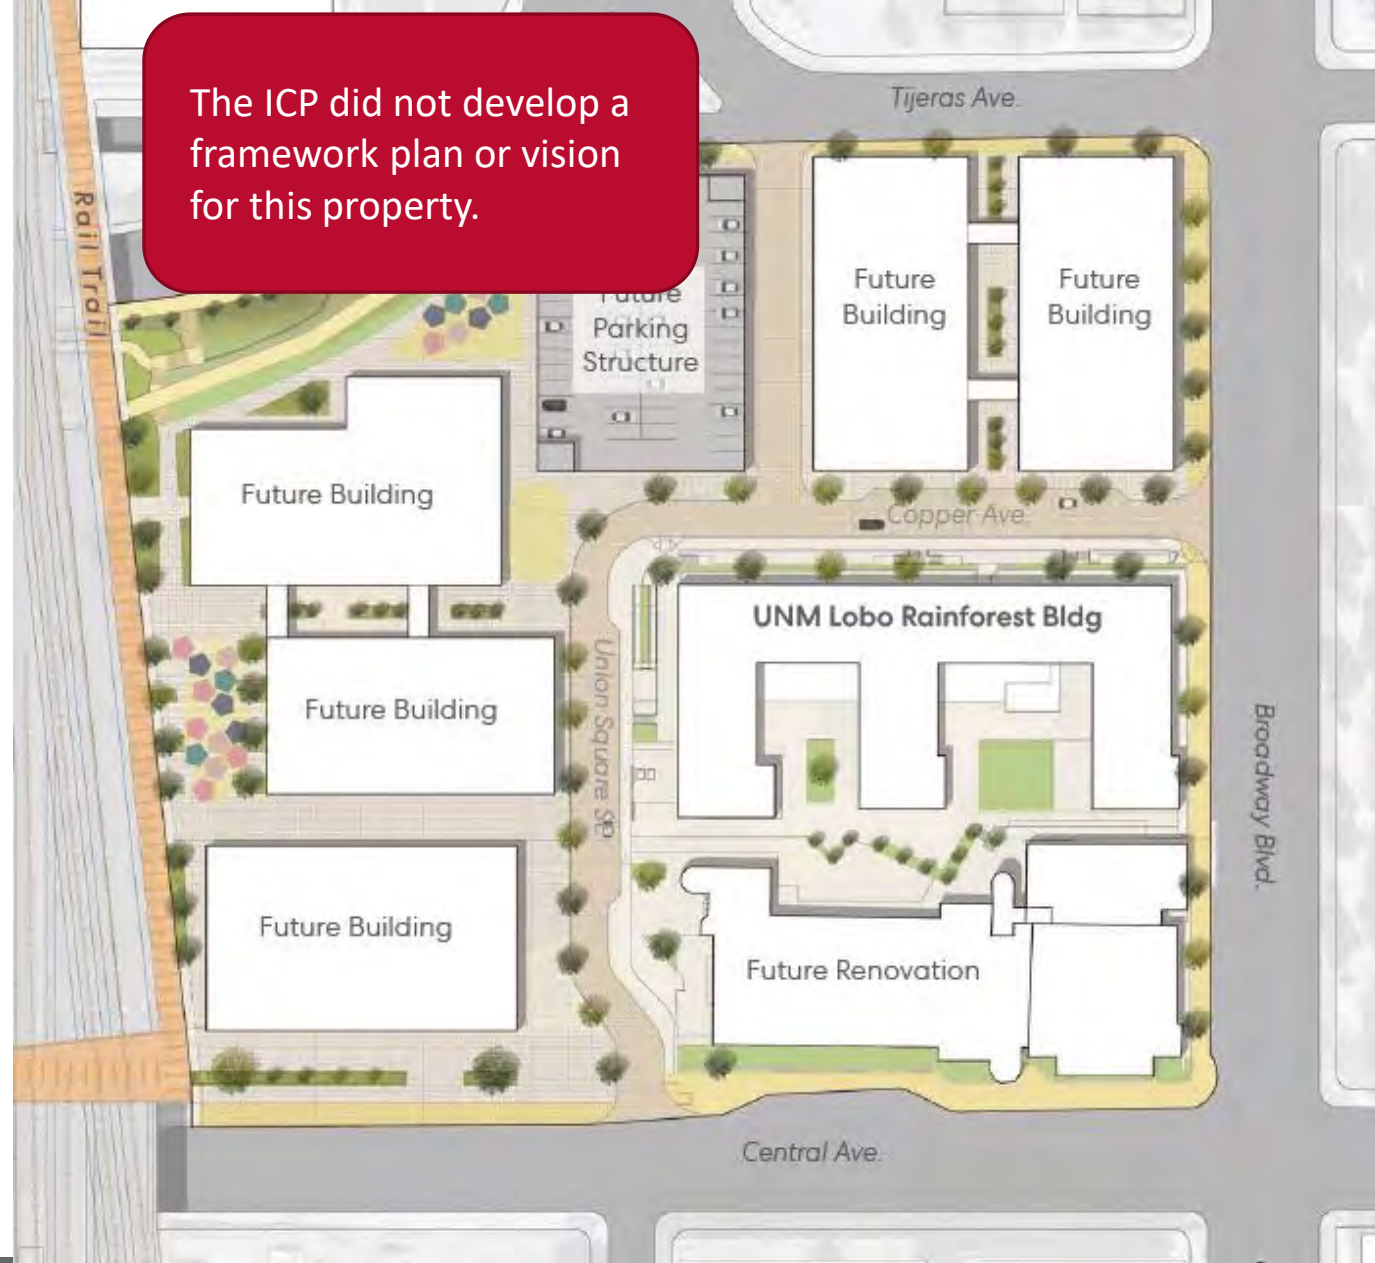 The ICP did not develop a
framework plan or vision
for this property.
Tijeras Ave.
Rail Trail
Future
Parking
Structure
Future
Building
Future
Building
Future Building
Copper Ave.
UNM Lobo Rainforest Bldg
Union Square SP
Future Building
Broadway Blvd.
Future Building
Future Renovation
Central Ave.